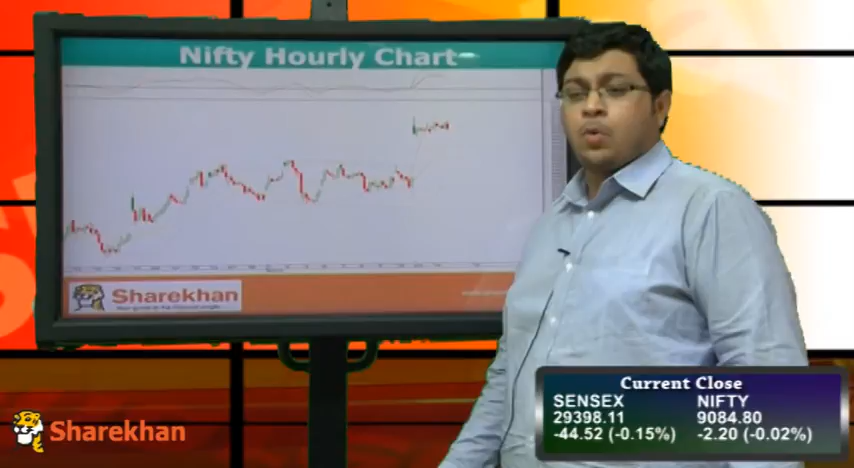 Nifty Hourly Chart
Sharekhan
Sharekhan
Current Close
SENSEX NIFTY
29398.11 9084.80
-44.52 (-0.15%) -2.20 (-0.02%)